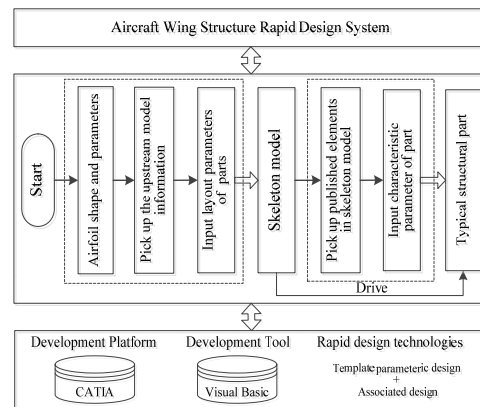 Aircraft Wing Structure Rapid Design System
Start
Airfoil shape and parameters
Pick up the upstream model
information
Input layout parameters
of parts
Skeleton model
Pick up published elements
in skeleton model
Input characteristic
parameter of part
Typical structural part
Drive
Development Platform
CATIA
Development Tool
Visual Basic
Rapid design technologies
Template parameteric design
+
Associated design